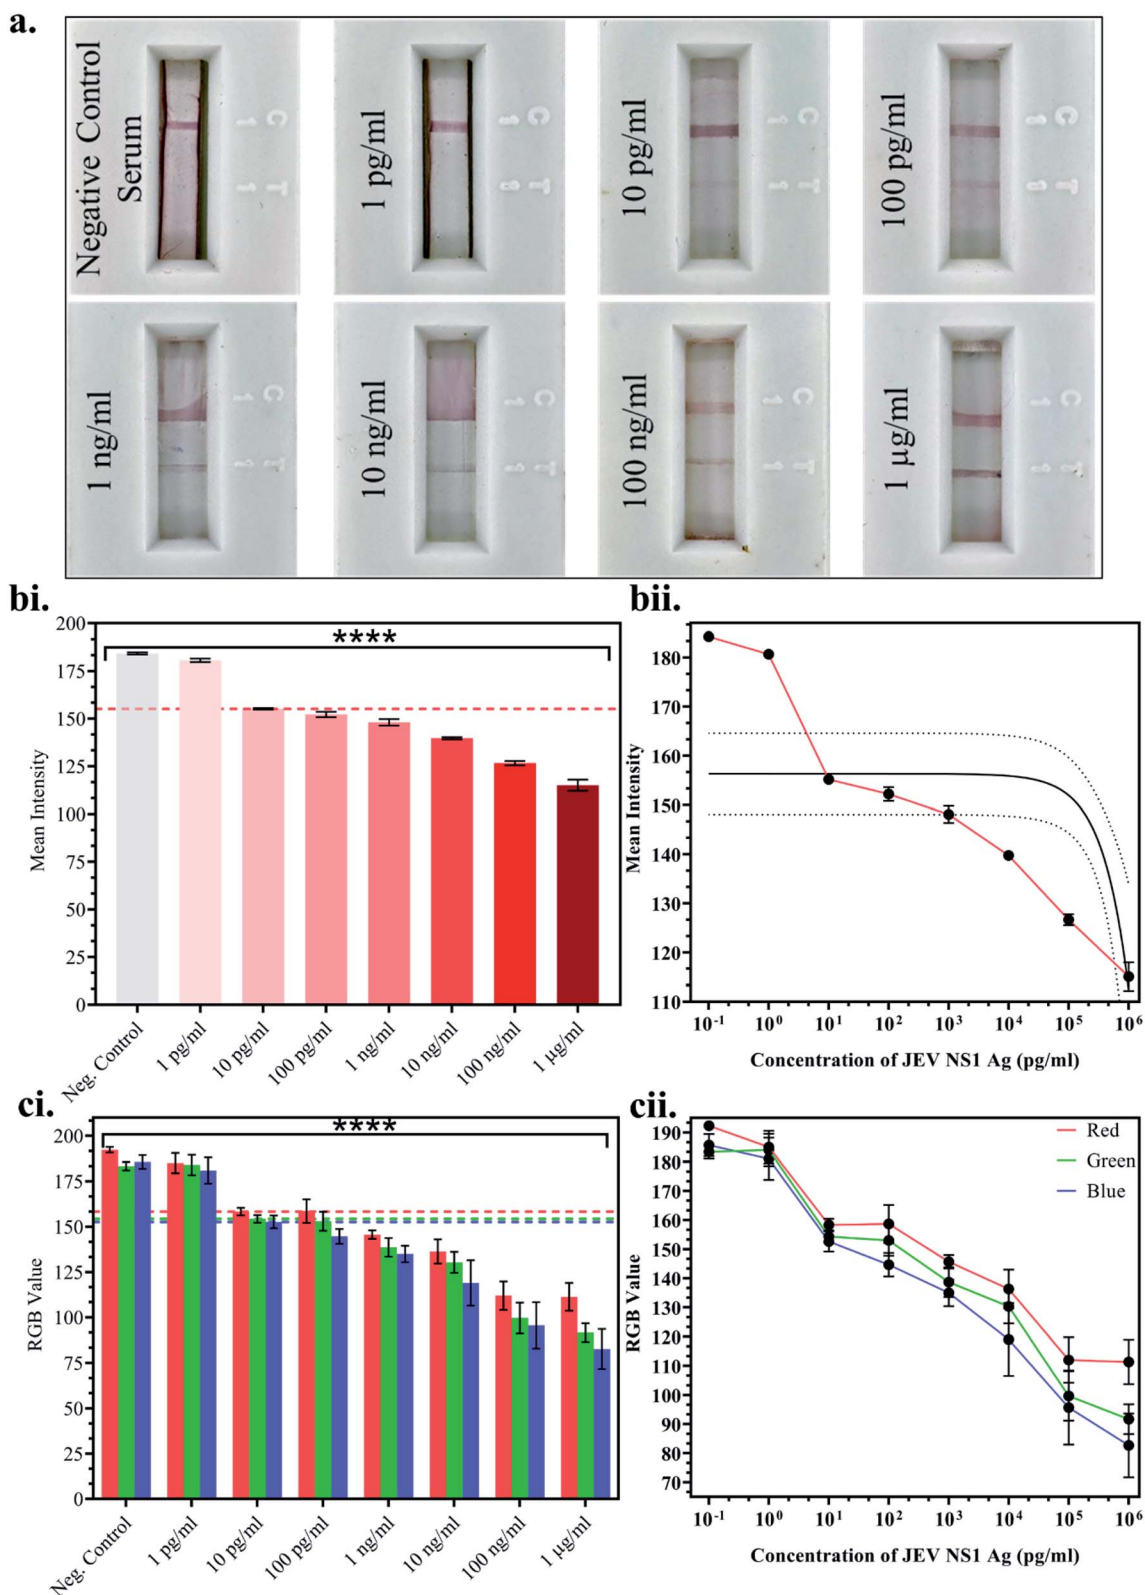 a.
Negative Control
Serum
C
T
1 pg/ml
C
T
10 pg/ml
C
T
100 pg/ml
C
T
1 ng/ml
C
T
10 ng/ml
C
T
100 ng/ml
C
T
1 µg/ml
C
T
bi.
****
Mean Intensity
200
175
150
125
100
75
50
25
0
Neg. Control
1 pg/ml
10 pg/ml
100 pg/ml
1 ng/ml
10 ng/ml
100 ng/ml
1 µg/ml
bii.
Mean Intensity
180
170
160
150
140
130
120
110
10⁻¹ 10⁰ 10¹ 10² 10³ 10⁴ 10⁵ 10⁶
Concentration of JEV NS1 Ag (pg/ml)
ci.
****
RGB Value
200
175
150
125
100
75
50
25
0
Neg. Control
1 pg/ml
10 pg/ml
100 pg/ml
1 ng/ml
10 ng/ml
100 ng/ml
1 µg/ml
cii.
Red
Green
Blue
RGB Value
190
180
170
160
150
140
130
120
110
100
90
80
70
10⁻¹ 10⁰ 10¹ 10² 10³ 10⁴ 10⁵ 10⁶
Concentration of JEV NS1 Ag (pg/ml)